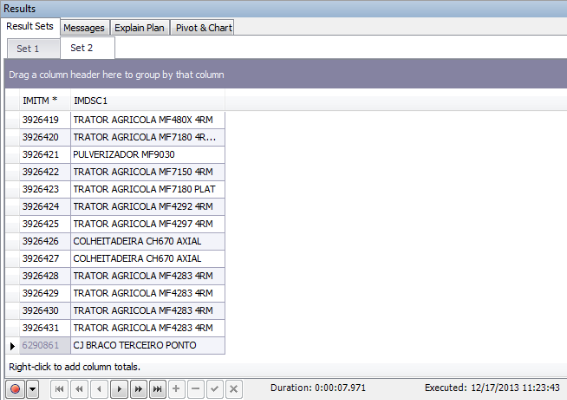 Results
Result Sets Messages Explain Plan Pivot & Chart
Set 1 Set 2
Drag a column header here to group by that column
IMITM * IMDSC1
3926419 TRATOR AGRICOLA MF480X 4RM
3926420 TRATOR AGRICOLA MF7180 4R...
3926421 PULVERIZADOR MF9030
3926422 TRATOR AGRICOLA MF7150 4RM
3926423 TRATOR AGRICOLA MF7180 PLAT
3926424 TRATOR AGRICOLA MF4292 4RM
3926425 TRATOR AGRICOLA MF4297 4RM
3926426 COLHEITADEIRA CH670 AXIAL
3926427 COLHEITADEIRA CH670 AXIAL
3926428 TRATOR AGRICOLA MF4283 4RM
3926429 TRATOR AGRICOLA MF4283 4RM
3926430 TRATOR AGRICOLA MF4283 4RM
3926431 TRATOR AGRICOLA MF4283 4RM
6290861 CJ BRACO TERCEIRO PONTO
Right-click to add column totals.
Duration: 0:00:07.971 Executed: 12/17/2013 11:23:43